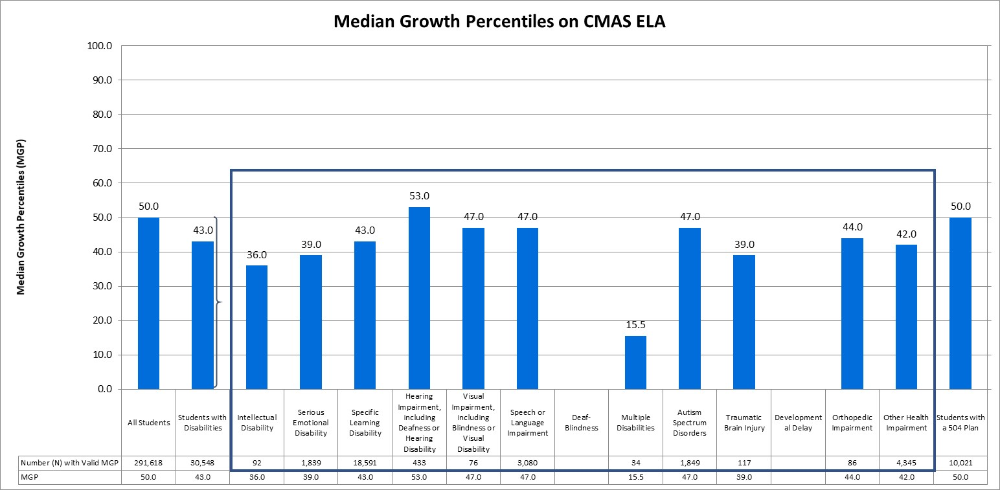 Median Growth Percentiles on CMAS ELA
Median Growth Percentiles (MGP)
100.0
90.0
80.0
70.0
60.0
50.0
40.0
30.0
20.0
10.0
0.0
50.0
43.0
36.0
39.0
43.0
53.0
47.0
47.0
15.5
47.0
39.0
44.0
42.0
50.0
All Students
Students with
Disabilities
Intellectual
Disability
Serious
Emotional
Disability
Specific
Learning
Disability
Hearing
Impairment,
including
Deafness or
Hearing
Disability
Visual
Impairment,
including
Blindness or
Visual
Disability
Speech or
Language
Impairment
Deaf-
Blindness
Multiple
Disabilities
Autism
Spectrum
Disorders
Traumatic
Brain Injury
Development
al Delay
Orthopedic
Impairment
Other Health
Impairment
Students with
a 504 Plan
Number (N) with Valid MGP 291,618 30,548 92 1,839 18,591 433 76 3,080 34 1,849 117 86 4,345 10,021
MGP 50.0 43.0 36.0 39.0 43.0 53.0 47.0 47.0 15.5 47.0 39.0 44.0 42.0 50.0